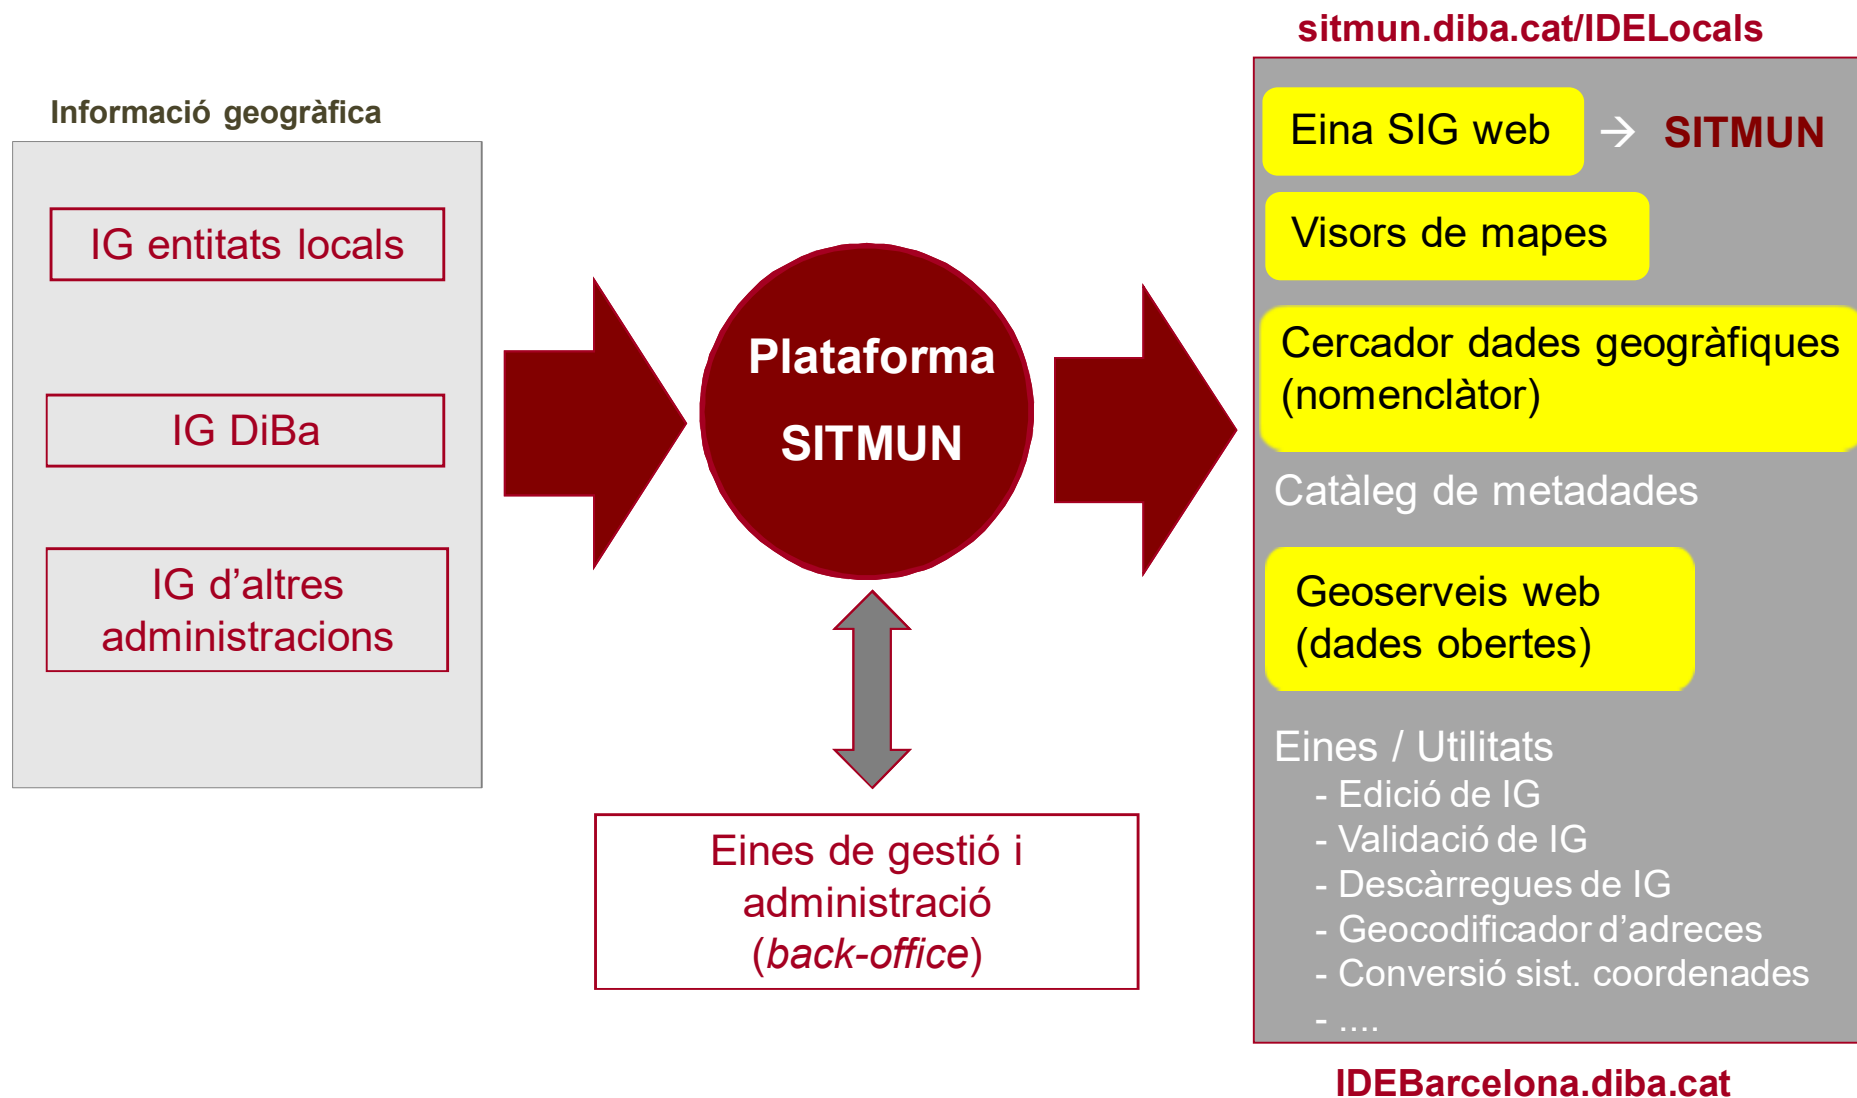 sitmun.diba.cat/IDELocals
Informació geogràfica
IG entitats locals
IG DiBa
IG d’altres
administracions
Plataforma
SITMUN
Eines de gestió i
administració
(back-office)
Eina SIG web → SITMUN
Visors de mapes
Cercador dades geogràfiques
(nomenclàtor)
Catàleg de metadades
Geoserveis web
(dades obertes)
Eines / Utilitats
- Edició de IG
- Validació de IG
- Descàrregues de IG
- Geocodificador d’adreces
- Conversió sist. coordenades
- ....
IDEBarcelona.diba.cat